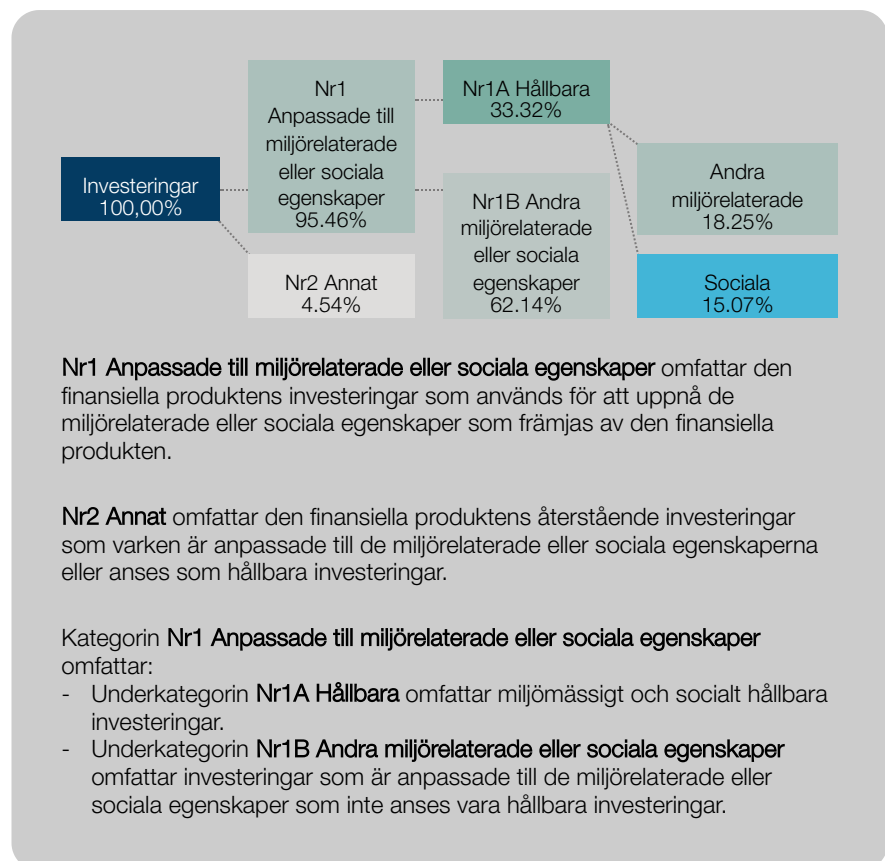 Investeringar
100,00%
Nr1
Anpassade till
miljörelaterade
eller sociala
egenskaper
95.46%
Nr2 Annat
4.54%
Nr1A Hållbara
33.32%
Nr1B Andra
miljörelaterade
eller sociala
egenskaper
62.14%
Andra
miljörelaterade
18.25%
Sociala
15.07%
Nr1 Anpassade till miljörelaterade eller sociala egenskaper omfattar den
finansiella produktens investeringar som används för att uppnå de
miljörelaterade eller sociala egenskaper som främjas av den finansiella
produkten.
Nr2 Annat omfattar den finansiella produktens återstående investeringar
som varken är anpassade till de miljörelaterade eller sociala egenskaperna
eller anses som hållbara investeringar.
Kategorin Nr1 Anpassade till miljörelaterade eller sociala egenskaper
omfattar:
- Underkategorin Nr1A Hållbara omfattar miljömässigt och socialt hållbara
investeringar.
- Underkategorin Nr1B Andra miljörelaterade eller sociala egenskaper
omfattar investeringar som är anpassade till de miljörelaterade eller
sociala egenskaper som inte anses vara hållbara investeringar.